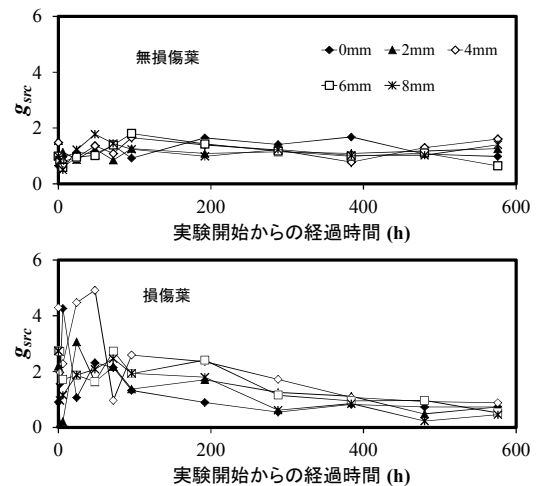 6
4
2
0
g_src
無損傷葉
0mm 2mm 4mm
6mm 8mm
0 200 400 600
実験開始からの経過時間 (h)
6
4
2
0
g_src
損傷葉
0 200 400 600
実験開始からの経過時間 (h)